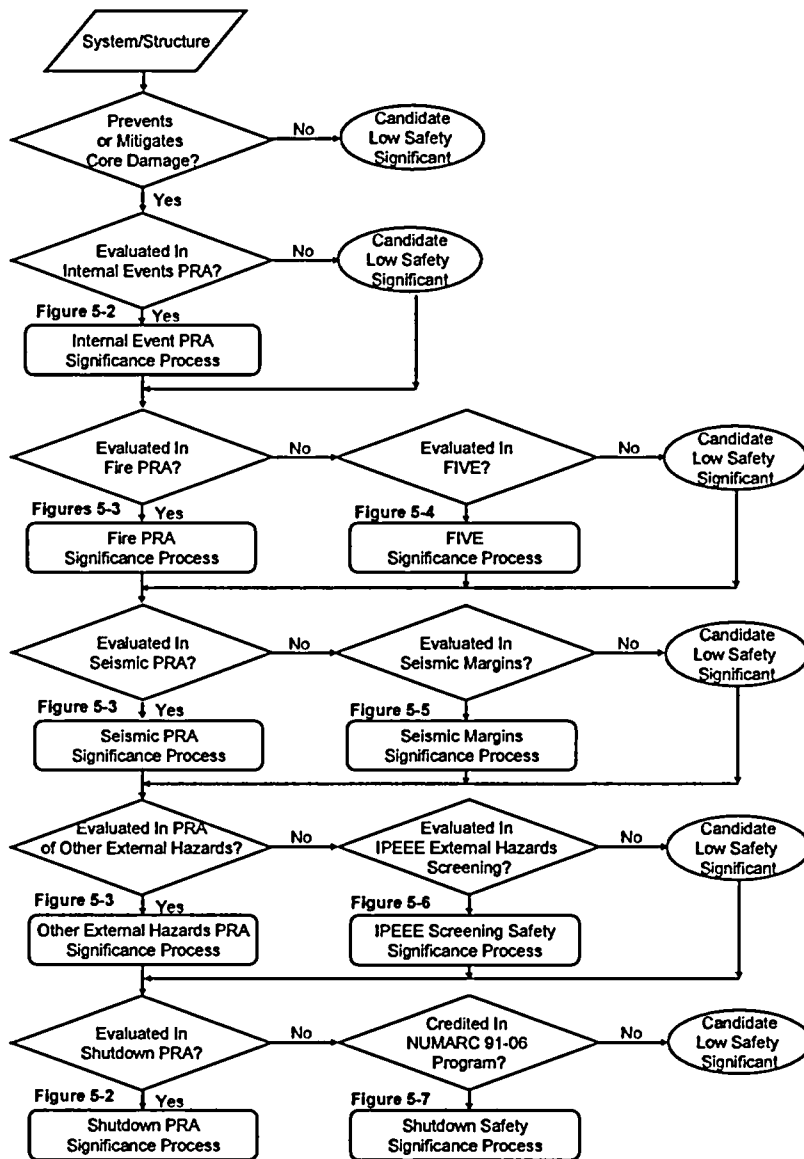 System/Structure
Prevents
or Mitigates
Core Damage?
No
Candidate
Low Safety
Significant
Yes
Evaluated In
Internal Events PRA?
No
Candidate
Low Safety
Significant
Figure 5-2
Yes
Internal Event PRA
Significance Process
Evaluated In
Fire PRA?
No
Evaluated In
FIVE?
No
Candidate
Low Safety
Significant
Figures 5-3
Yes
Figure 5-4
Fire PRA
Significance Process
FIVE
Significance Process
Evaluated In
Seismic PRA?
No
Evaluated In
Seismic Margins?
No
Candidate
Low Safety
Significant
Figure 5-3
Yes
Figure 5-5
Seismic PRA
Significance Process
Seismic Margins
Significance Process
Evaluated In PRA
of Other External Hazards?
No
Evaluated In
IPEEE External Hazards
Screening?
No
Candidate
Low Safety
Significant
Figure 5-3
Yes
Figure 5-6
Other External Hazards PRA
Significance Process
IPEEE Screening Safety
Significance Process
Evaluated In
Shutdown PRA?
No
Credited In
NUMARC 91-06
Program?
No
Candidate
Low Safety
Significant
Figure 5-2
Yes
Figure 5-7
Shutdown PRA
Significance Process
Shutdown Safety
Significance Process